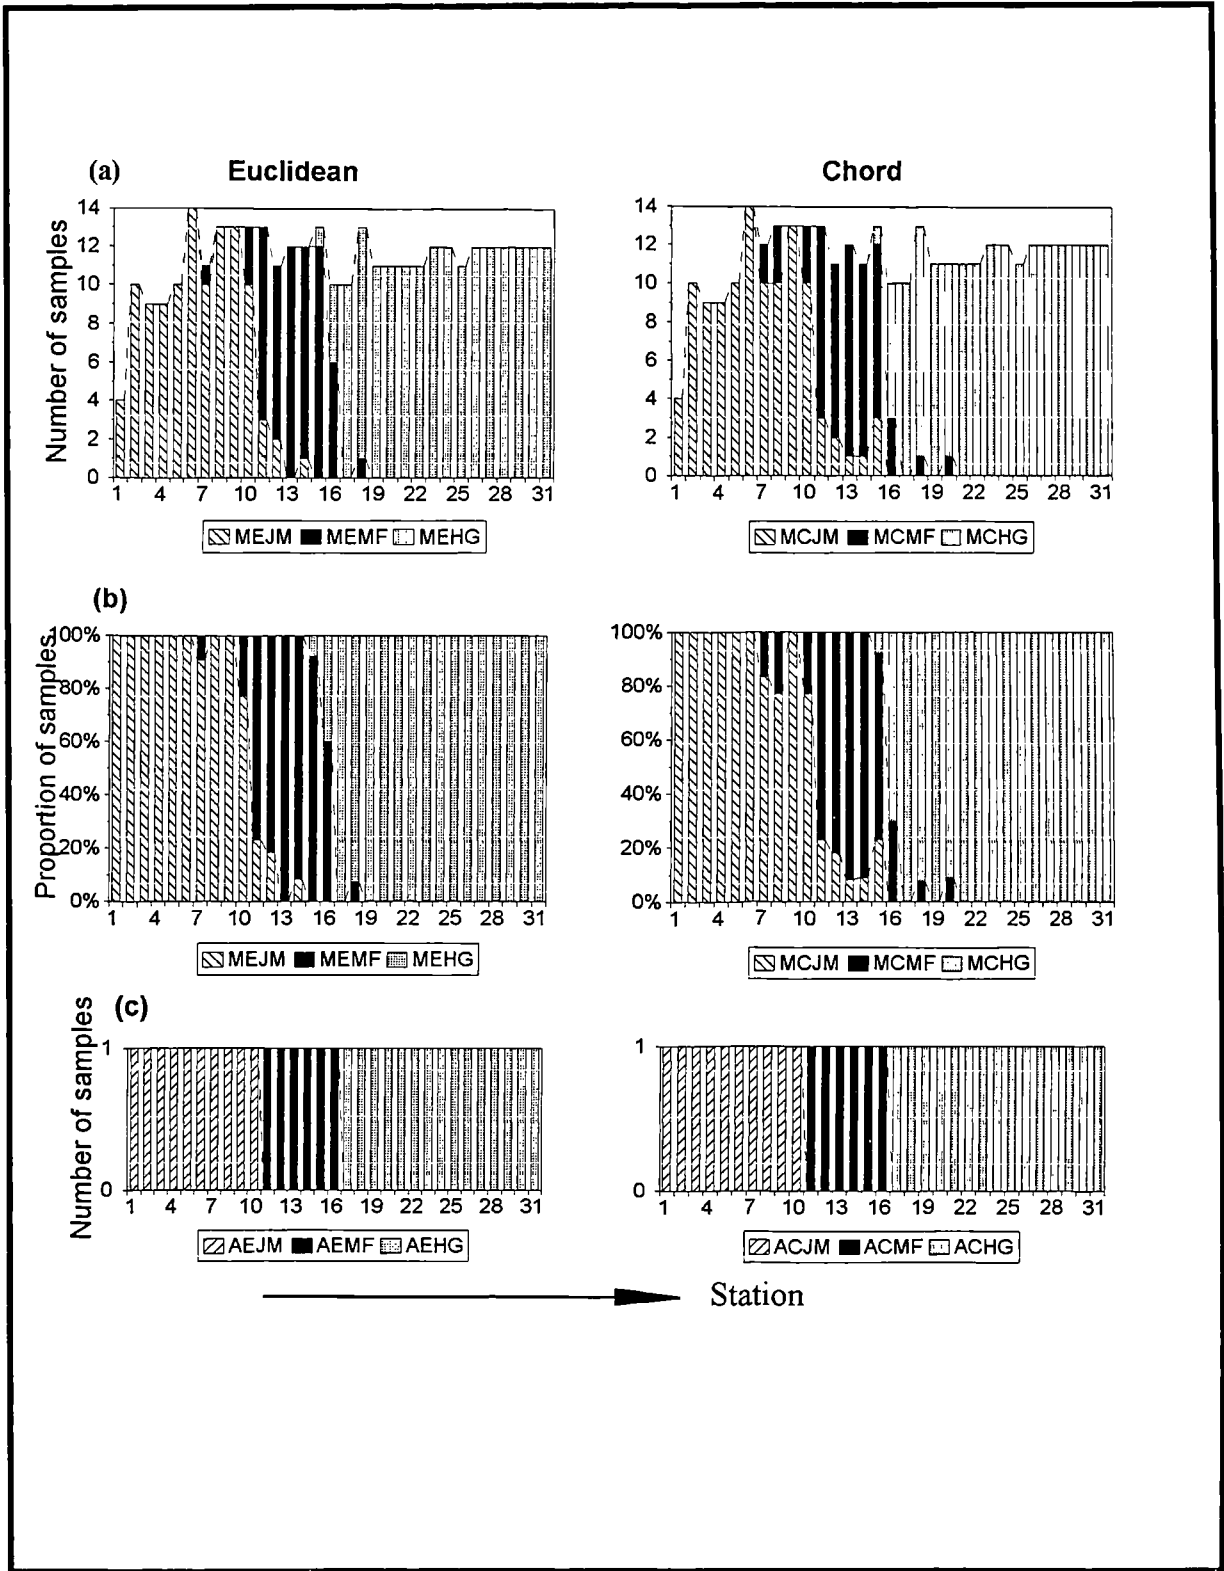 (a)
Euclidean
Chord
Number of samples
14
12
10
8
6
4
2
0
1 4 7 10 13 16 19 22 25 28 31
MEJM MEMF MEHG
14
12
10
8
6
4
2
0
1 4 7 10 13 16 19 22 25 28 31
MCJM MCMF MCHG
(b)
Proportion of samples
100%
80%
60%
40%
20%
0%
1 4 7 10 13 16 19 22 25 28 31
MEJM MEMF MEHG
100%
80%
60%
40%
20%
0%
1 4 7 10 13 16 19 22 25 28 31
MCJM MCMF MCHG
(c)
Number of samples
1
0
1 4 7 10 13 16 19 22 25 28 31
AEJM AEMF AEHG
1
0
1 4 7 10 13 16 19 22 25 28 31
ACJM ACMF ACHG
Station